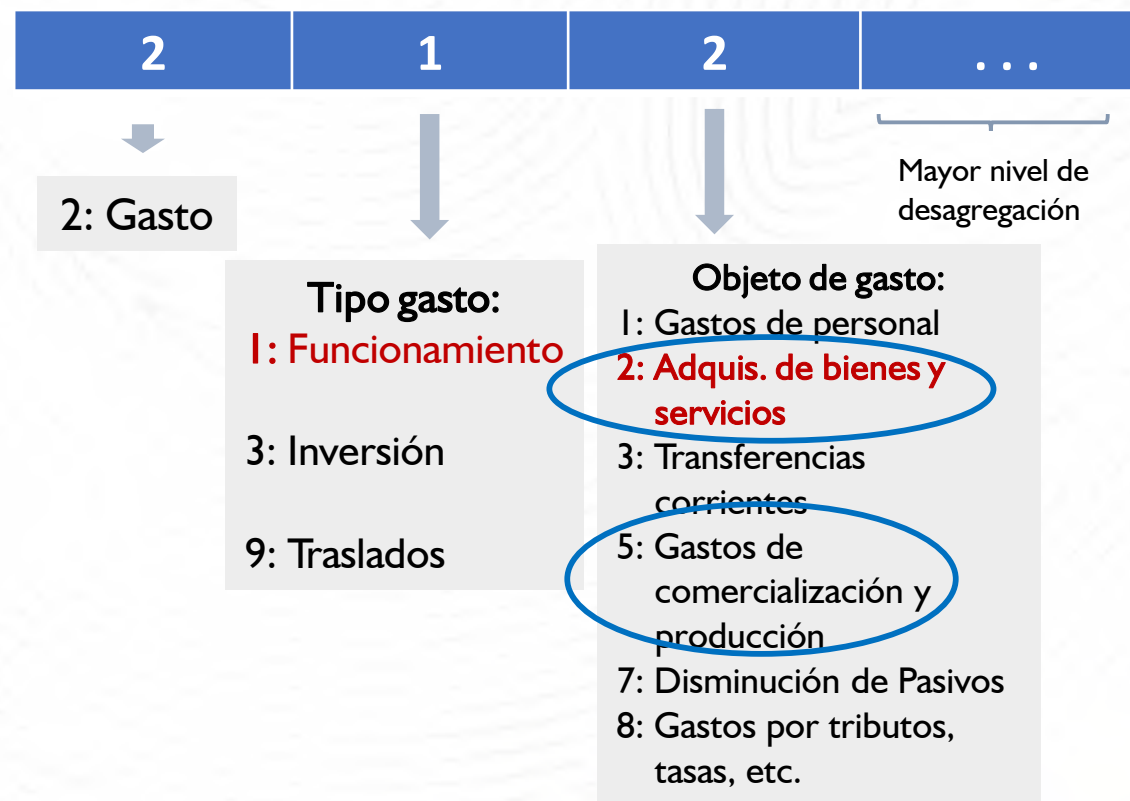 2 1 2 . . .
Mayor nivel de
desagregación
2: Gasto
Tipo gasto:
1: Funcionamiento
3: Inversión
9: Traslados
Objeto de gasto:
1: Gastos de personal
2: Adquis. de bienes y
servicios
3: Transferencias
corrientes
5: Gastos de
comercialización y
producción
7: Disminución de Pasivos
8: Gastos por tributos,
tasas, etc.